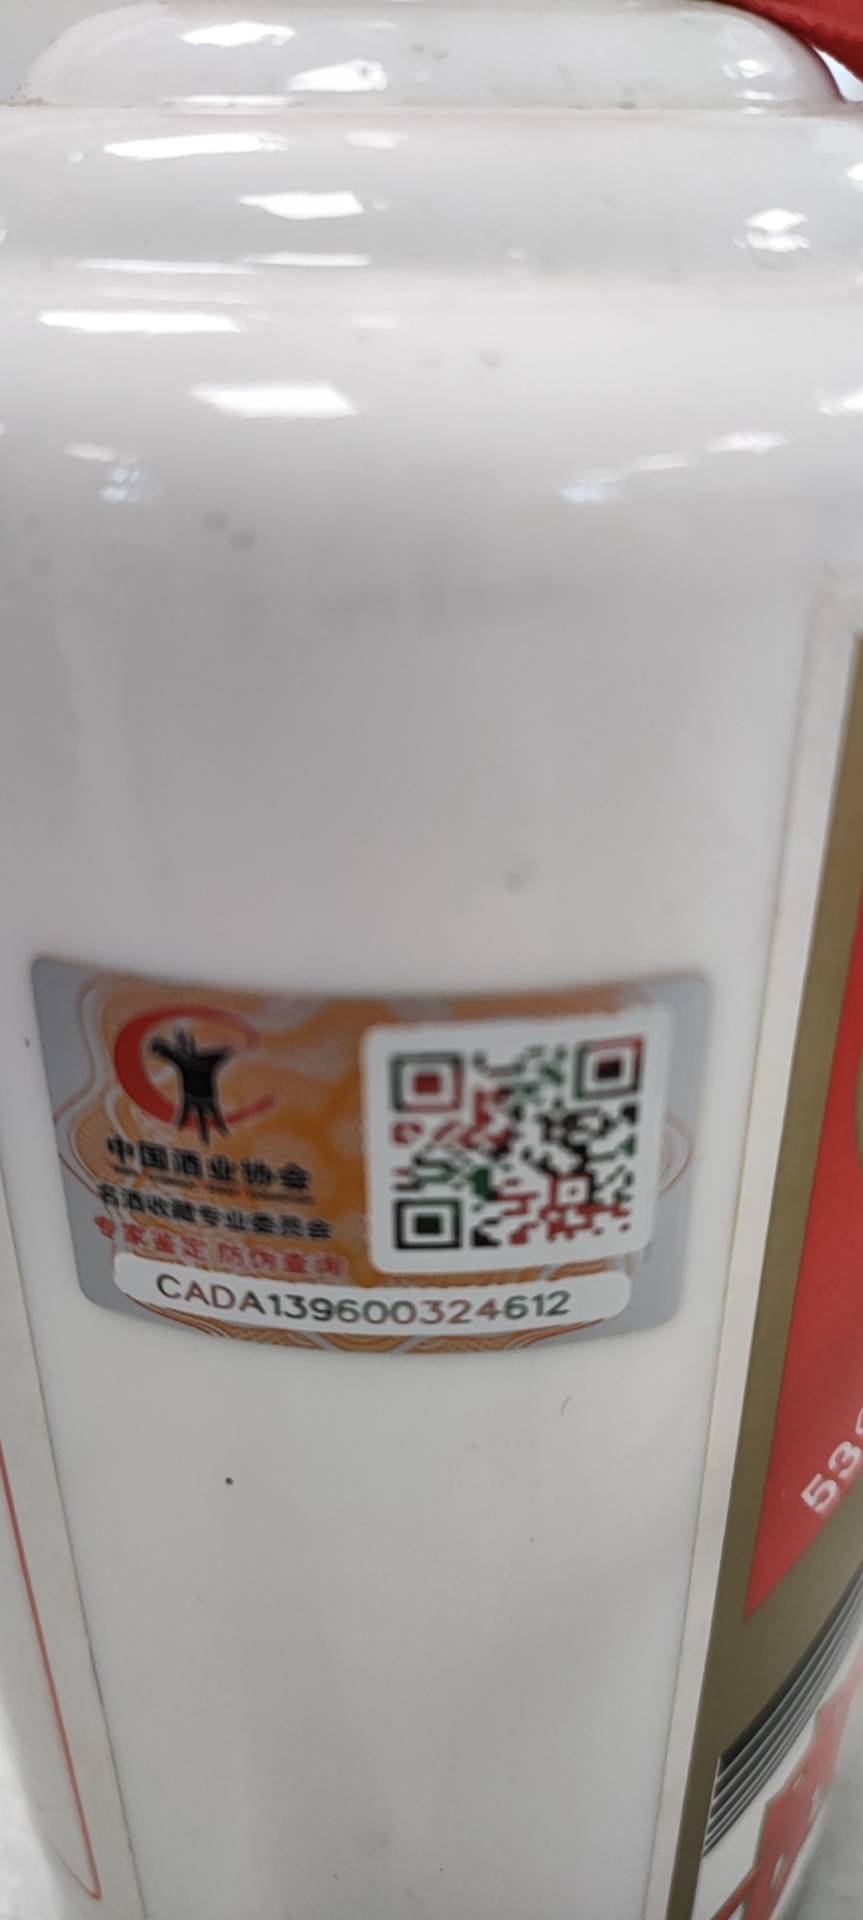 中国酒业协会
名酒收藏专业委员会
专家鉴定 防伪查询
CADA139600324612
53